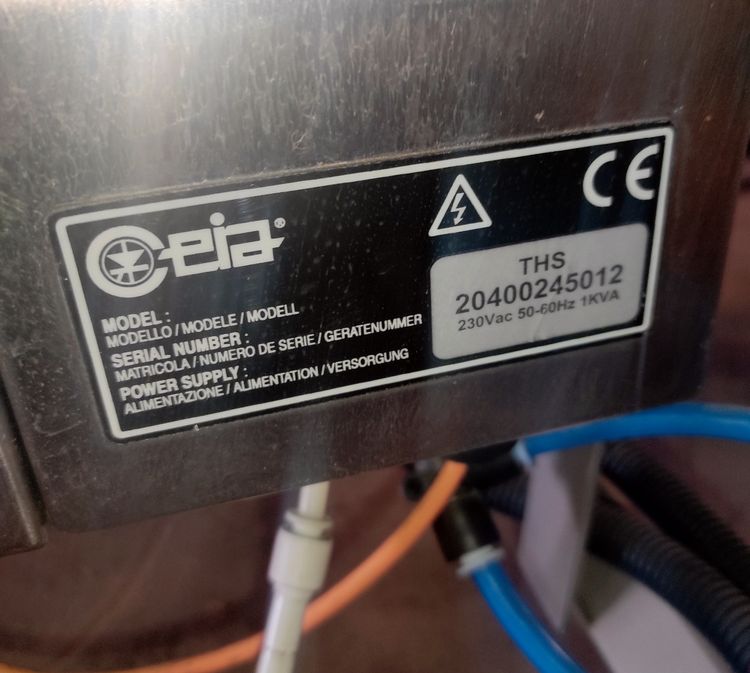 ceia®
CE
THS
20400245012
230Vac 50-60Hz 1KVA
MODEL :
MODELLO / MODELE / MODELL
SERIAL NUMBER :
MATRICOLA / NUMERO DE SERIE / GERATENUMMER
POWER SUPPLY :
ALIMENTAZIONE / ALIMENTATION / VERSORGUNG